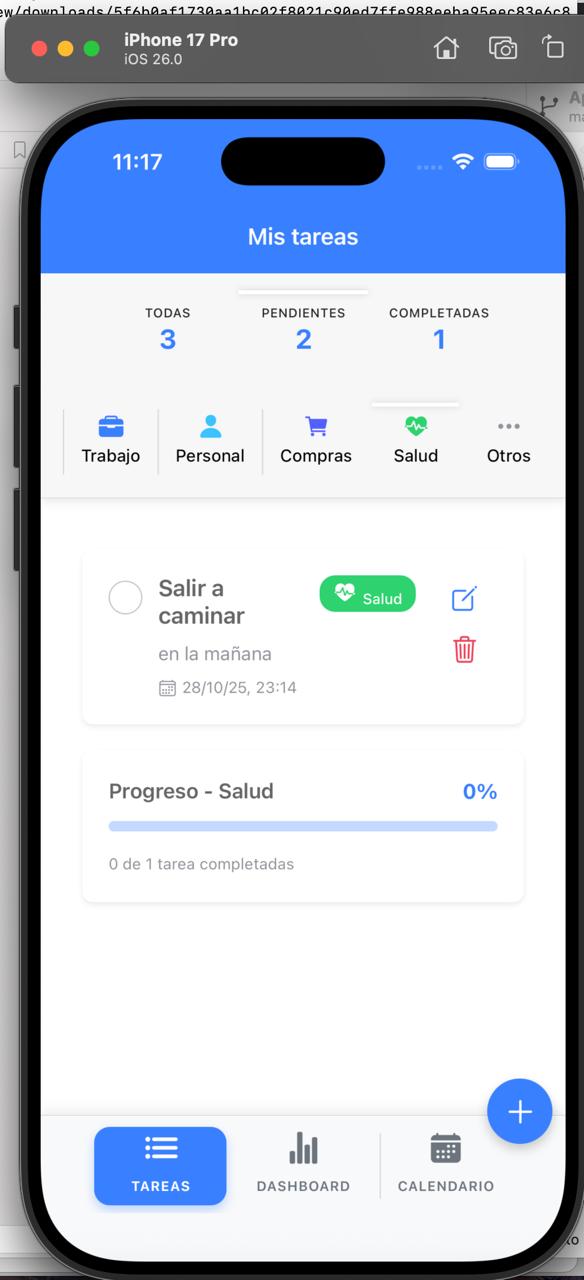 ew/downloads/5f6b0af1730aa1bc02f8021c90ed7ffe988eeba95eec83e6c8
iPhone 17 Pro
iOS 26.0
11:17
Mis tareas
TODAS PENDIENTES COMPLETADAS
3 2 1
Trabajo Personal Compras Salud Otros
Salir a
caminar
Salud
en la mañana
28/10/25, 23:14
Progreso - Salud 0%
0 de 1 tarea completadas
TAREAS DASHBOARD CALENDARIO